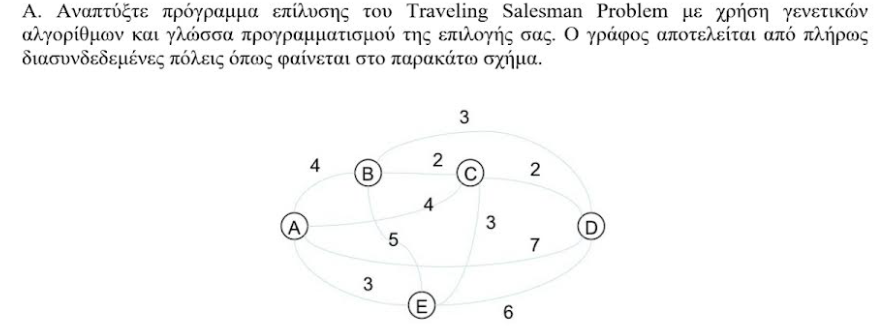 Α. Αναπτύξτε πρόγραμμα επίλυσης του Traveling Salesman Problem με χρήση γενετικών
αλγορίθμων και γλώσσα προγραμματισμού της επιλογής σας. Ο γράφος αποτελείται από πλήρως
διασυνδεδεμένες πόλεις όπως φαίνεται στο παρακάτω σχήμα.
3
4 B 2 C 2
4
A 5 3 D
7
3
E 6